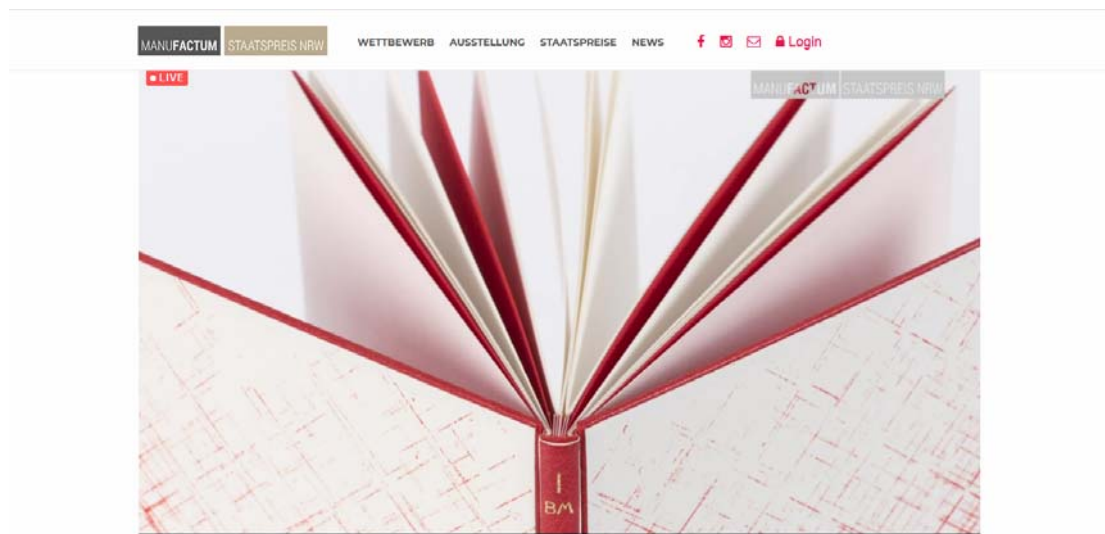 MANUFACTUM STAATSPREIS NRW WETTBEWERB AUSSTELLUNG STAATSPREISE NEWS Login
LIVE
MANUFACTUM STAATSPREIS NRW
BM